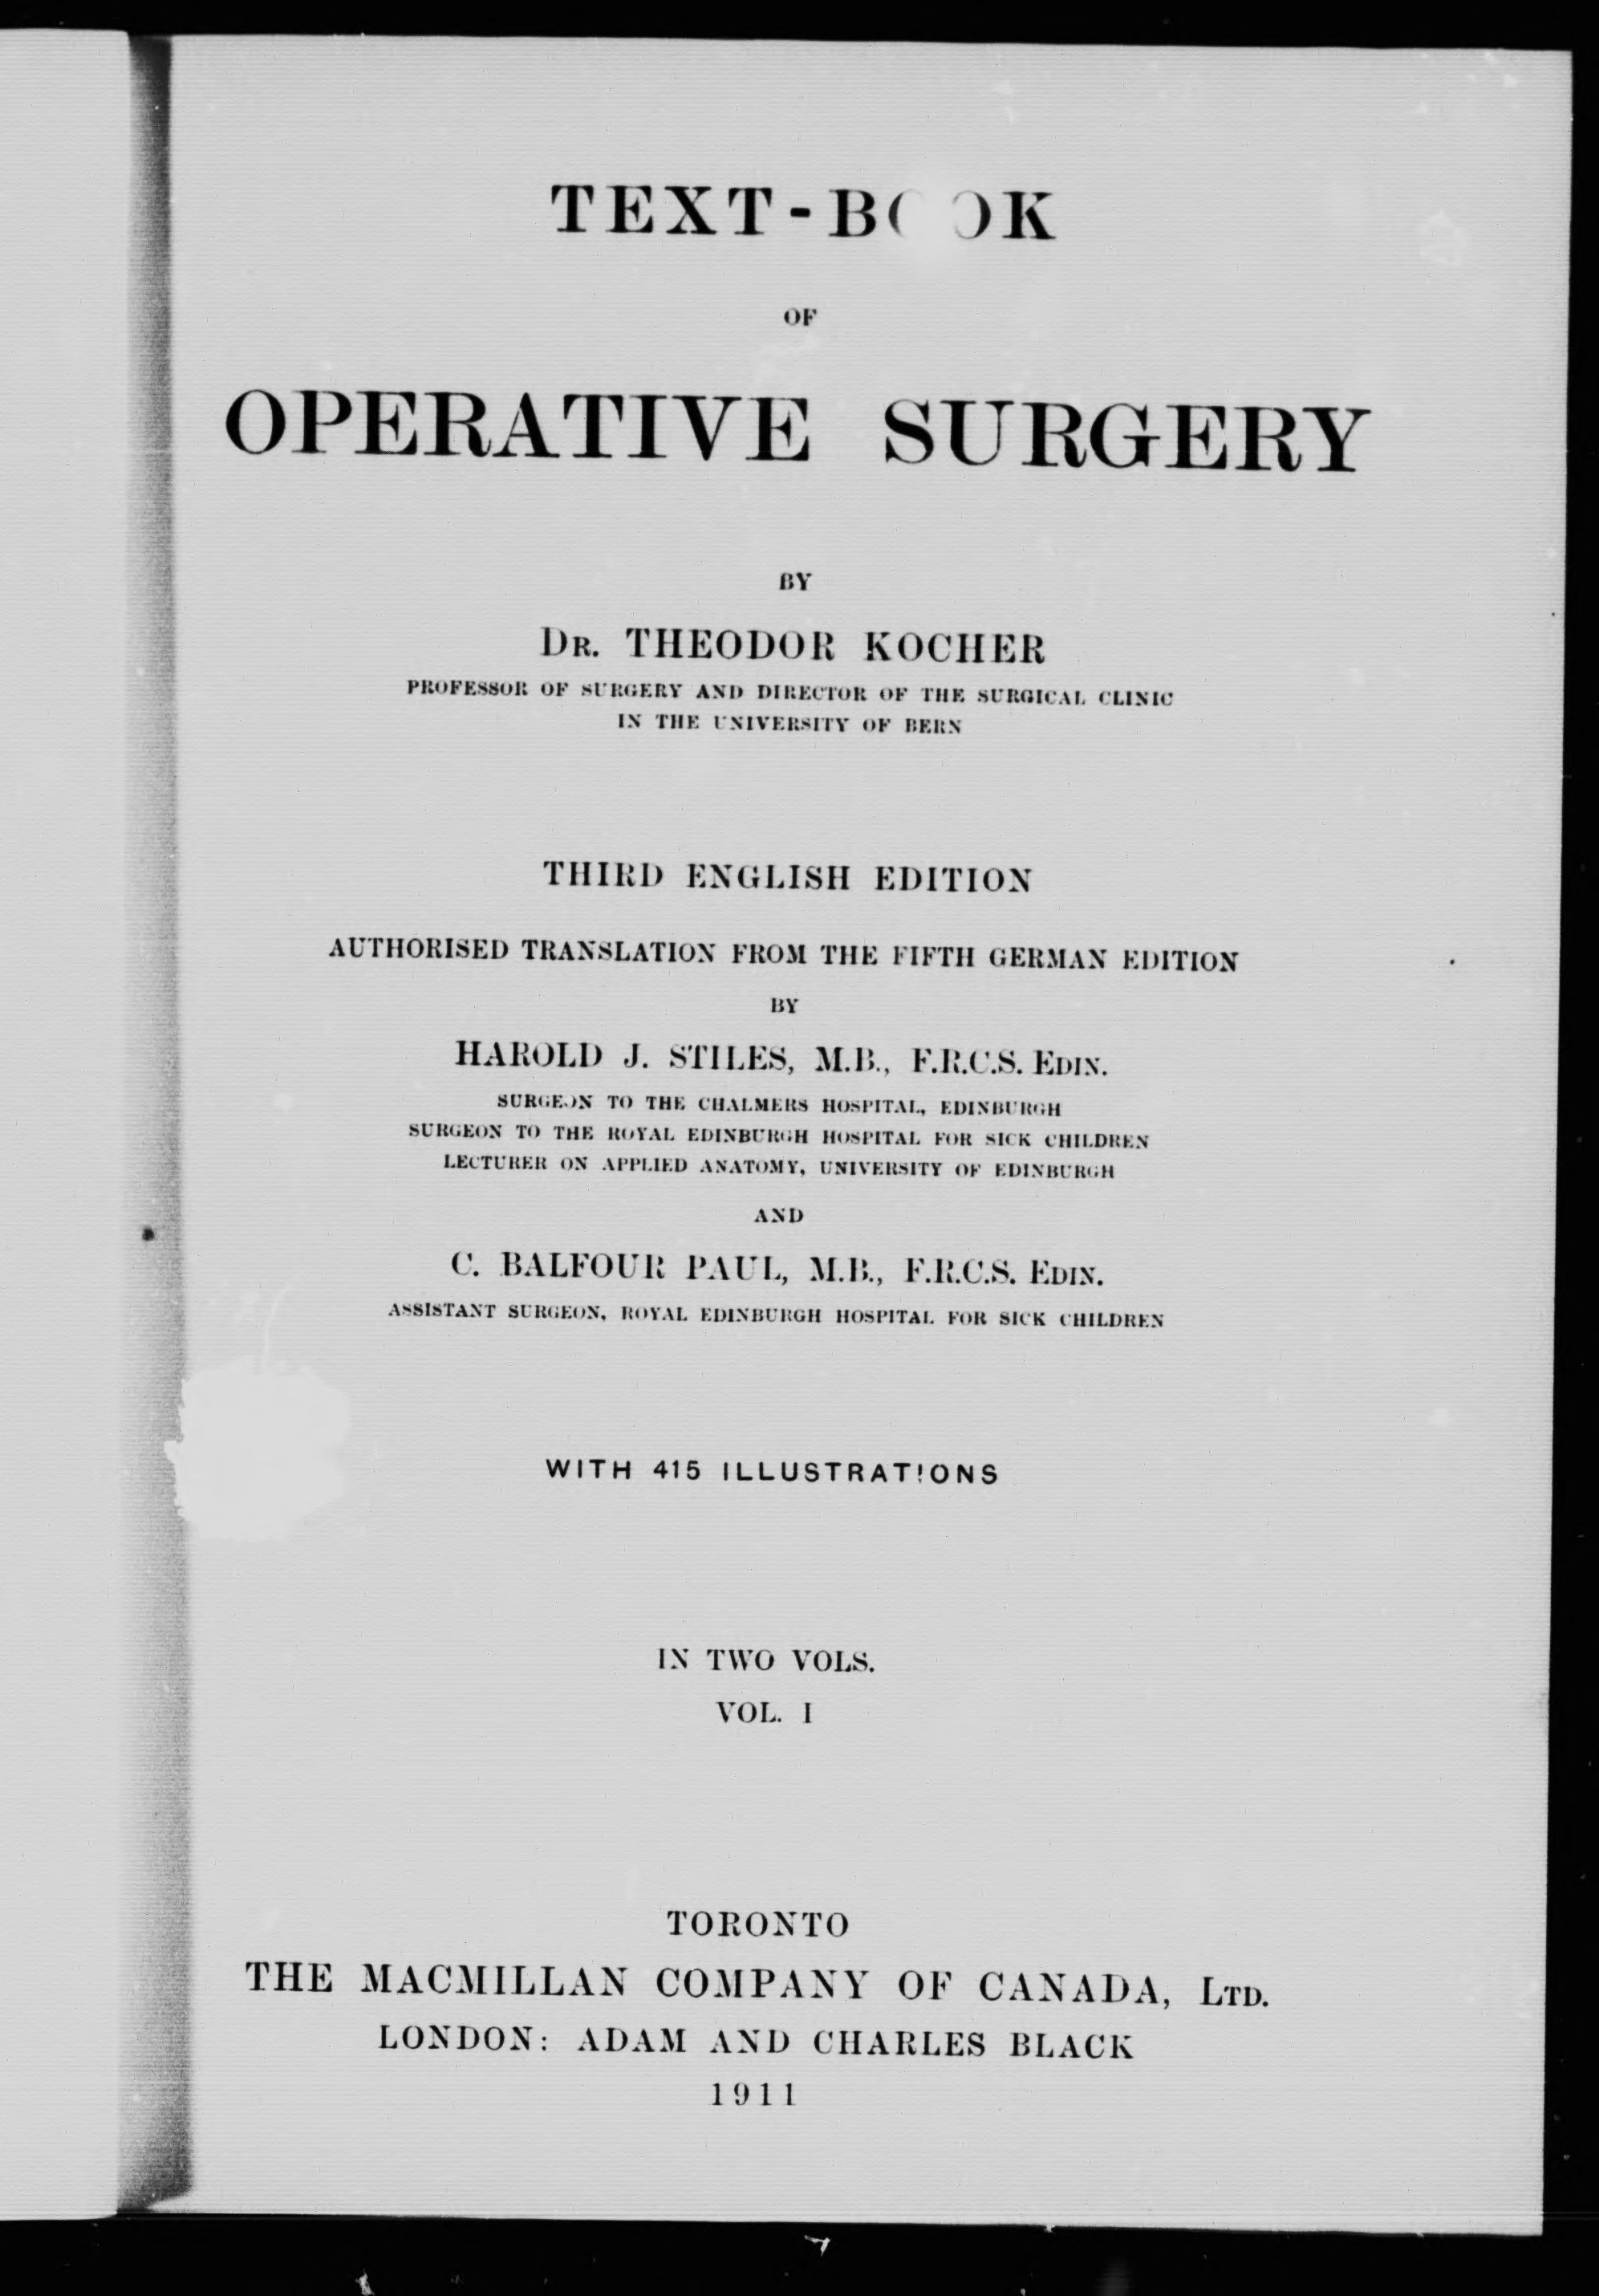 TEXT-BOOK
OF
OPERATIVE SURGERY
BY
DR. THEODOR KOCHER
PROFESSOR OF SURGERY AND DIRECTOR OF THE SURGICAL CLINIC
IN THE UNIVERSITY OF BERN
THIRD ENGLISH EDITION
AUTHORISED TRANSLATION FROM THE FIFTH GERMAN EDITION
BY
HAROLD J. STILES, M.B., F.R.C.S. EDIN.
SURGEON TO THE CHALMERS HOSPITAL, EDINBURGH
SURGEON TO THE ROYAL EDINBURGH HOSPITAL FOR SICK CHILDREN
LECTURER ON APPLIED ANATOMY, UNIVERSITY OF EDINBURGH
AND
C. BALFOUR PAUL, M.B., F.R.C.S. EDIN.
ASSISTANT SURGEON, ROYAL EDINBURGH HOSPITAL FOR SICK CHILDREN
WITH 415 ILLUSTRATIONS
IN TWO VOLS.
VOL. I
TORONTO
THE MACMILLAN COMPANY OF CANADA, LTD.
LONDON: ADAM AND CHARLES BLACK
1911